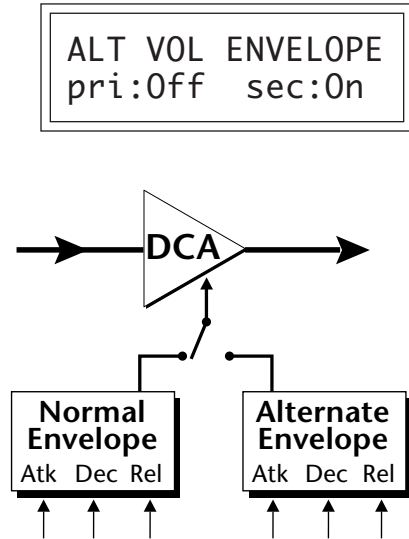 ALT VOL ENVELOPE
pri:Off sec:On
DCA
Normal
Envelope
Atk Dec Rel
Alternate
Envelope
Atk Dec Rel